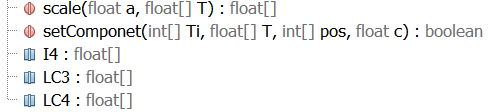 scale(float a, float[] T) : float[]
setComponet(int[] Ti, float[] T, int[] pos, float c) : boolean
I4 : float[]
LC3 : float[]
LC4 : float[]